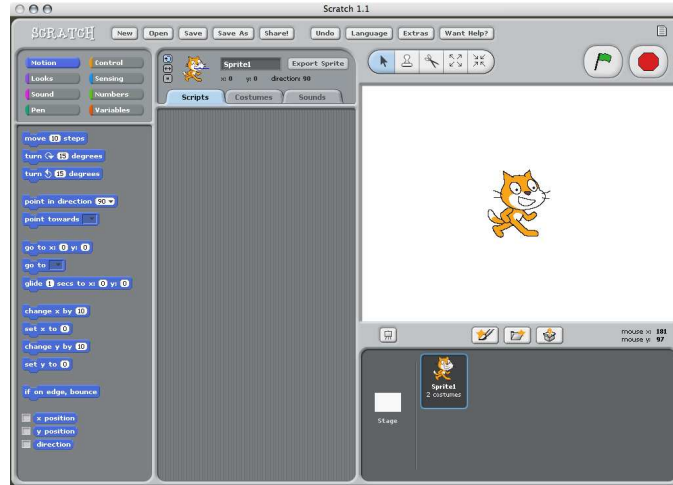 Scratch 1.1
SCRATCH New Open Save Save As Share! Undo Language Extras Want Help?
Motion Control
Looks Sensing
Sound Numbers
Pen Variables
Sprite1 Export Sprite
x: 0 y: 0 direction: 90
Scripts Costumes Sounds
move 10 steps
turn 15 degrees
turn 15 degrees
point in direction 90
point towards
go to x: 0 y: 0
go to
glide 1 secs to x: 0 y: 0
change x by 10
set x to 0
change y by 10
set y to 0
if on edge, bounce
x position
y position
direction
mouse x: 181
mouse y: 97
Sprite1
2 costumes
Stage